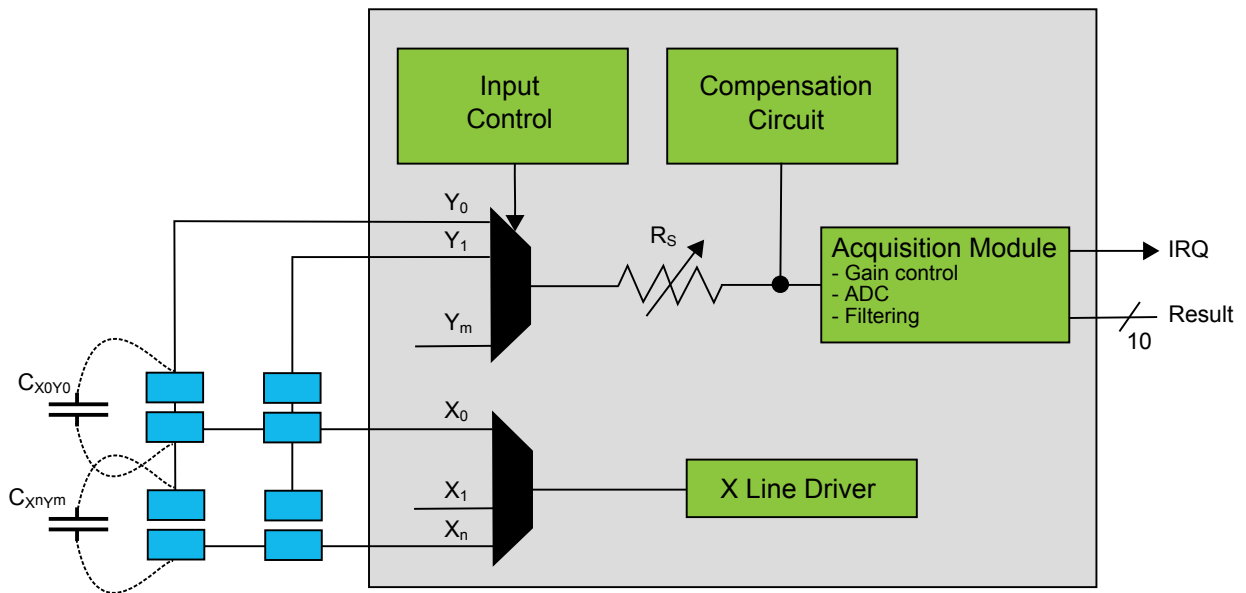 Input
Control
Compensation
Circuit
Y0
Y1
RS
Acquisition Module
- Gain control
- ADC
- Filtering
IRQ
Result
10
Ym
CX0Y0
X0
CXnYm
X1
X Line Driver
Xn